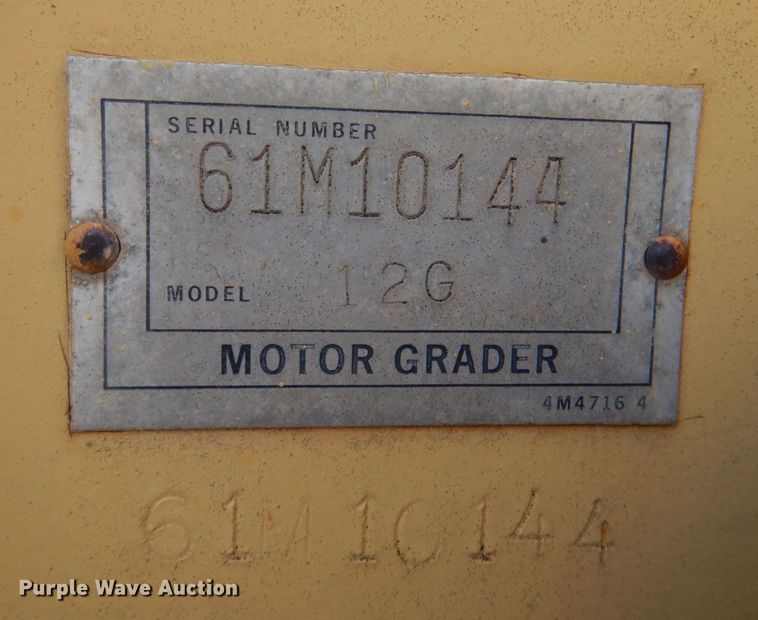 SERIAL NUMBER
61M10144
MODEL 12G
MOTOR GRADER
4M4716 4
61M10144
Purple Wave Auction